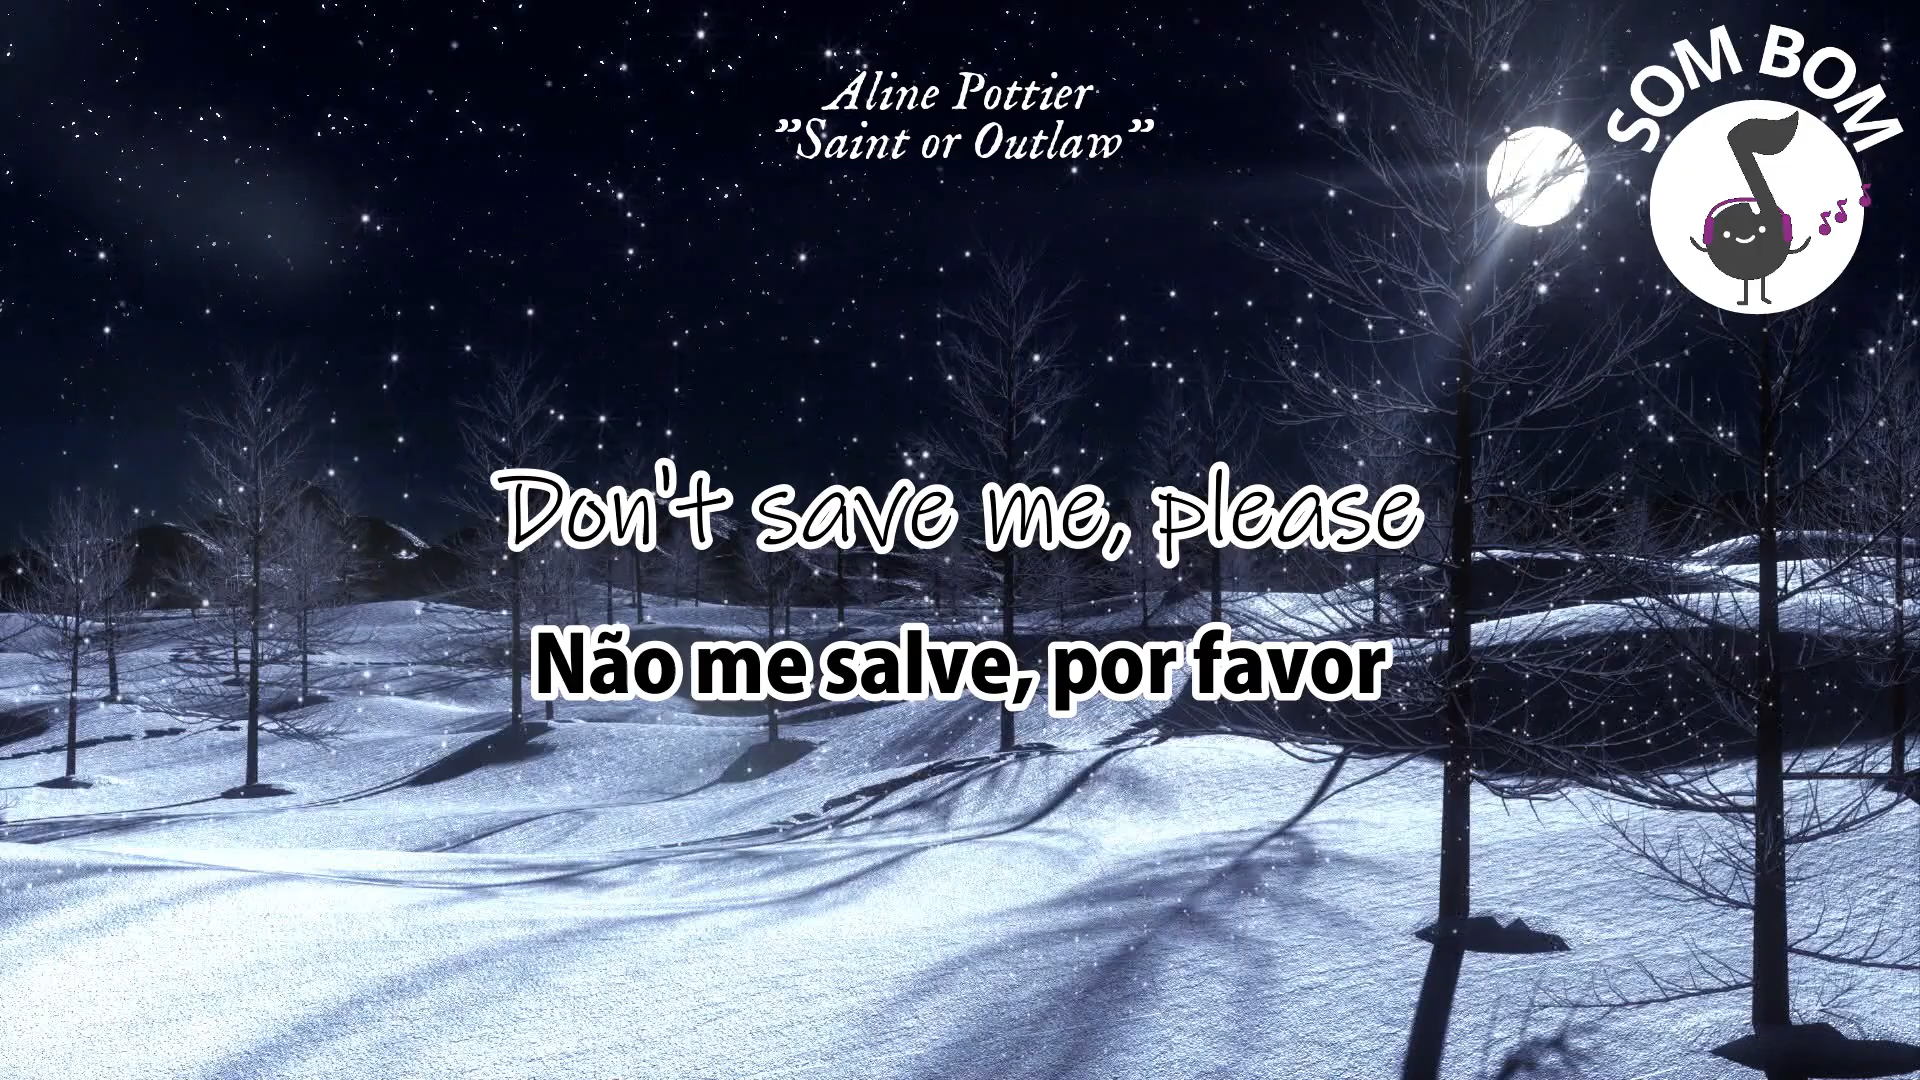 Aline Pottier
"Saint or Outlaw"
SOM BOM
Don't save me, please
Não me salve, por favor